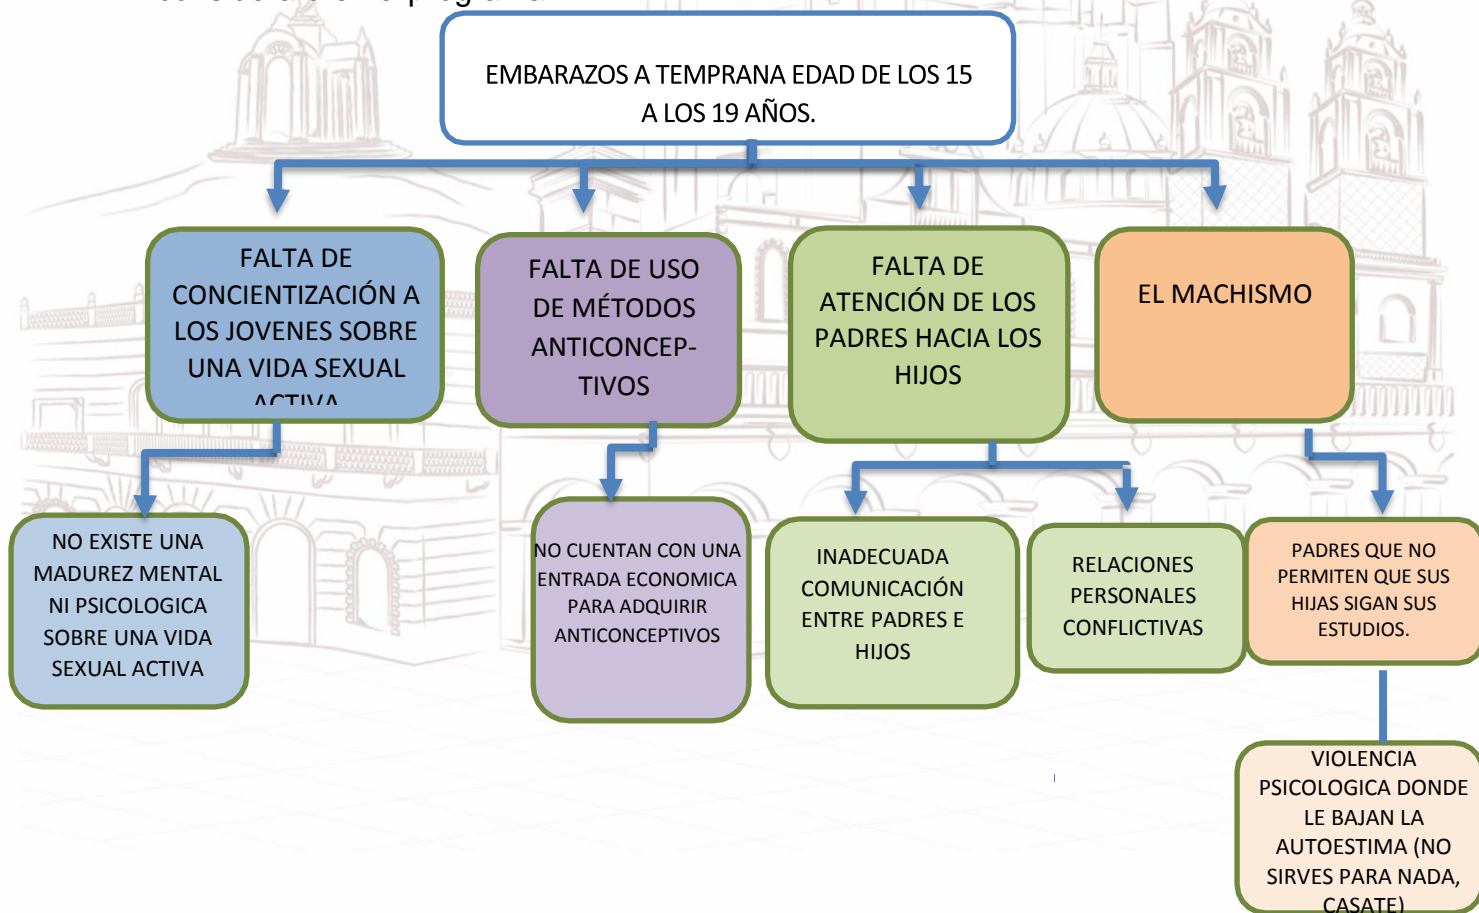 EMBARAZOS A TEMPRANA EDAD DE LOS 15
A LOS 19 AÑOS.
FALTA DE
CONCIENTIZACIÓN A
LOS JOVENES SOBRE
UNA VIDA SEXUAL
ACTIVA
FALTA DE USO
DE MÉTODOS
ANTICONCEP-
TIVOS
FALTA DE
ATENCIÓN DE LOS
PADRES HACIA LOS
HIJOS
EL MACHISMO
NO EXISTE UNA
MADUREZ MENTAL
NI PSICOLOGICA
SOBRE UNA VIDA
SEXUAL ACTIVA
NO CUENTAN CON UNA
ENTRADA ECONOMICA
PARA ADQUIRIR
ANTICONCEPTIVOS
INADECUADA
COMUNICACIÓN
ENTRE PADRES E
HIJOS
RELACIONES
PERSONALES
CONFLICTIVAS
PADRES QUE NO
PERMITEN QUE SUS
HIJAS SIGAN SUS
ESTUDIOS.
VIOLENCIA
PSICOLOGICA DONDE
LE BAJAN LA
AUTOESTIMA (NO
SIRVES PARA NADA,
CASATE)